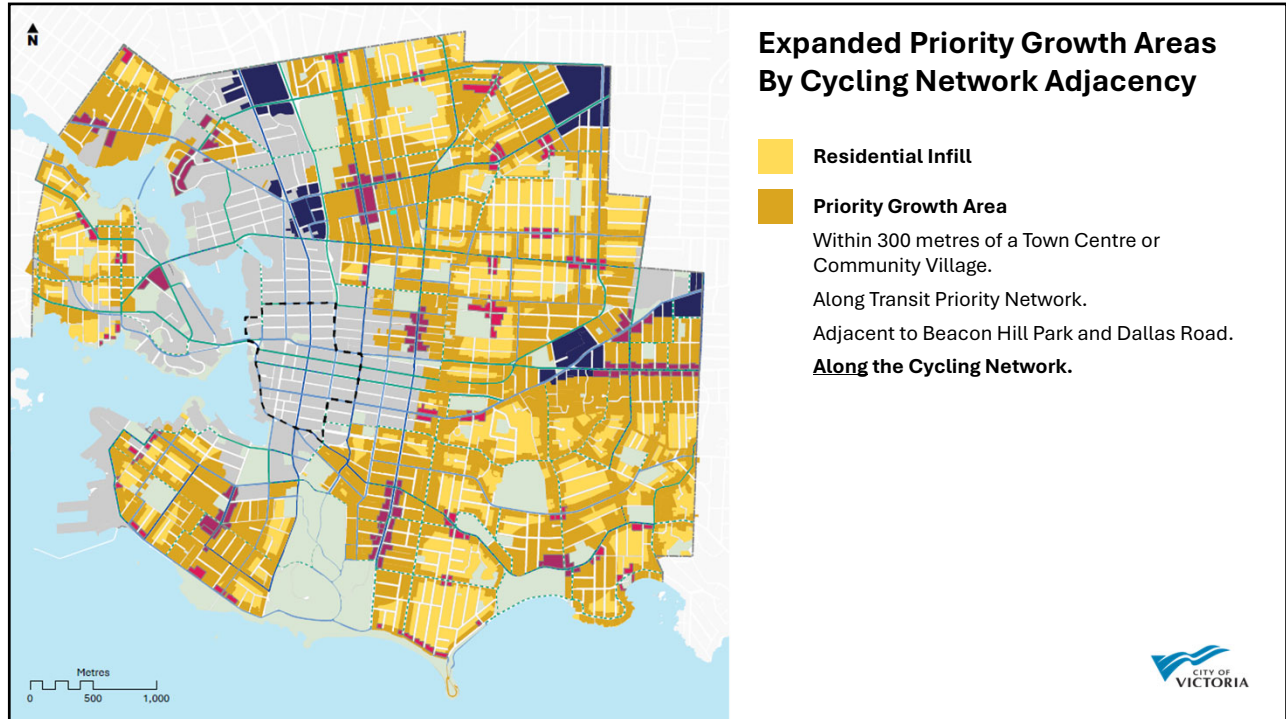 N
Expanded Priority Growth Areas
By Cycling Network Adjacency
Residential Infill
Priority Growth Area
Within 300 metres of a Town Centre or
Community Village.
Along Transit Priority Network.
Adjacent to Beacon Hill Park and Dallas Road.
Along the Cycling Network.
Metres
0 500 1,000
CITY OF
VICTORIA